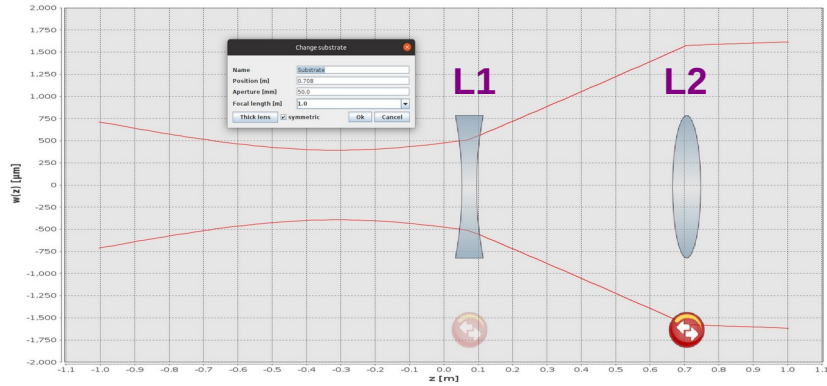 2.000
1.750
1.500
1.250
1.000
750
500
250
0
-250
-500
-750
-1.000
-1.250
-1.500
-1.750
-2.000
w(z) [µm]
Change substrate
Name Substrate
Position [m] 0.708
Aperture [mm] 50.0
Focal length [m] 1.0
Thick lens symmetric Ok Cancel
L1 L2
-1.1 -1.0 -0.9 -0.8 -0.7 -0.6 -0.5 -0.4 -0.3 -0.2 -0.1 0.0 0.1 0.2 0.3 0.4 0.5 0.6 0.7 0.8 0.9 1.0 1.1
z [m]